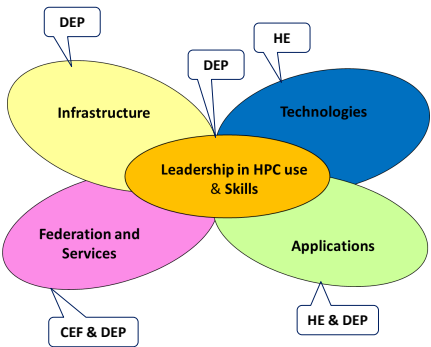 DEP
HE
DEP
Infrastructure
Technologies
Leadership in HPC use
& Skills
Federation and
Services
Applications
CEF & DEP
HE & DEP